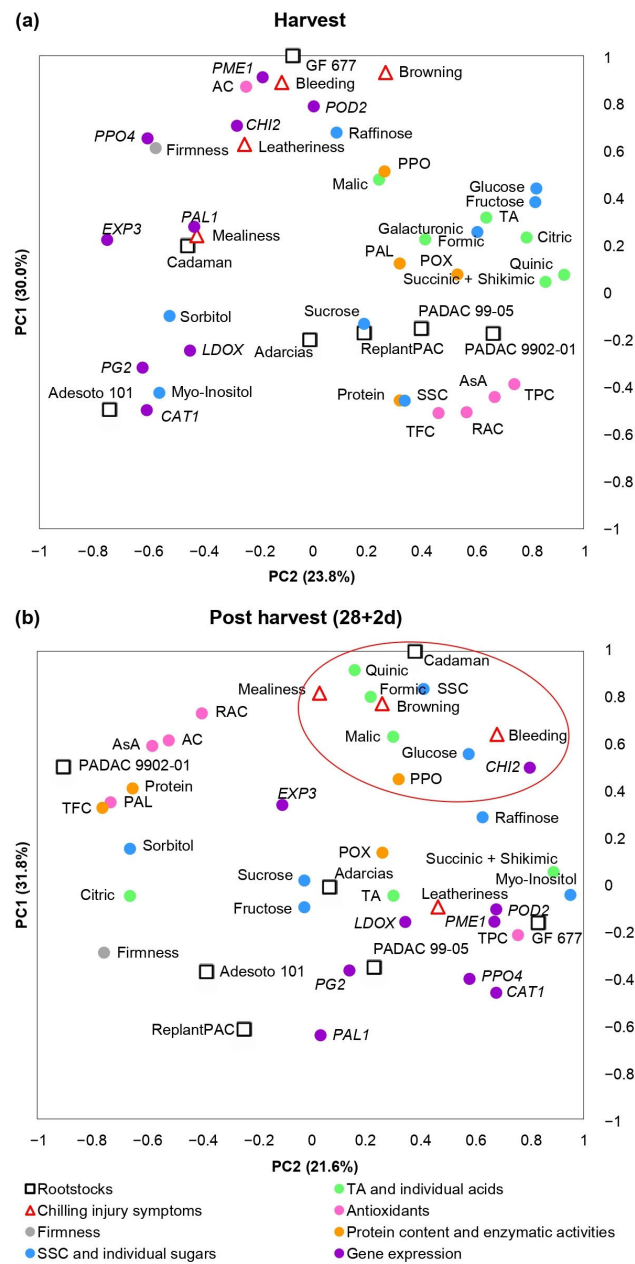 (a)
Harvest
GF 677
PME1
Bleeding
Browning
AC
POD2
CHI2
Raffinose
PPO4
Firmness
Leatheriness
PPO
Malic
Glucose
Fructose
TA
PAL1
EXP3
Mealiness
Galacturonic
Formic
Citric
Cadaman
PAL
POX
Quinic
Succinic + Shikimic
Sorbitol
Sucrose
PADAC 99-05
LDOX
Adarcias
ReplantPAC
PADAC 9902-01
PG2
Adesoto 101
Myo-Inositol
CAT1
Protein
SSC
AsA
TPC
TFC
RAC
1
0.8
0.6
0.4
0.2
0
−0.2
−0.4
−0.6
−0.8
−1
PC1 (30.0%)
−1
−0.8
−0.6
−0.4
−0.2
0
0.2
0.4
0.6
0.8
1
PC2 (23.8%)
(b)
Post harvest (28+2d)
Cadaman
Quinic
Mealiness
Formic
SSC
Browning
RAC
AsA
AC
Malic
Bleeding
Glucose
CHI2
PADAC 9902-01
Protein
PPO
TFC
PAL
EXP3
Raffinose
Sorbitol
POX
Succinic + Shikimic
Sucrose
Adarcias
Myo-Inositol
Citric
TA
Leatheriness
Fructose
LDOX
PME1
POD2
TPC
GF 677
Firmness
PADAC 99-05
Adesoto 101
PG2
PPO4
CAT1
ReplantPAC
PAL1
1
0.8
0.6
0.4
0.2
0
−0.2
−0.4
−0.6
−0.8
−1
PC1 (31.8%)
−1
−0.8
−0.6
−0.4
−0.2
0
0.2
0.4
0.6
0.8
1
PC2 (21.6%)
Rootstocks
Chilling injury symptoms
Firmness
SSC and individual sugars
TA and individual acids
Antioxidants
Protein content and enzymatic activities
Gene expression